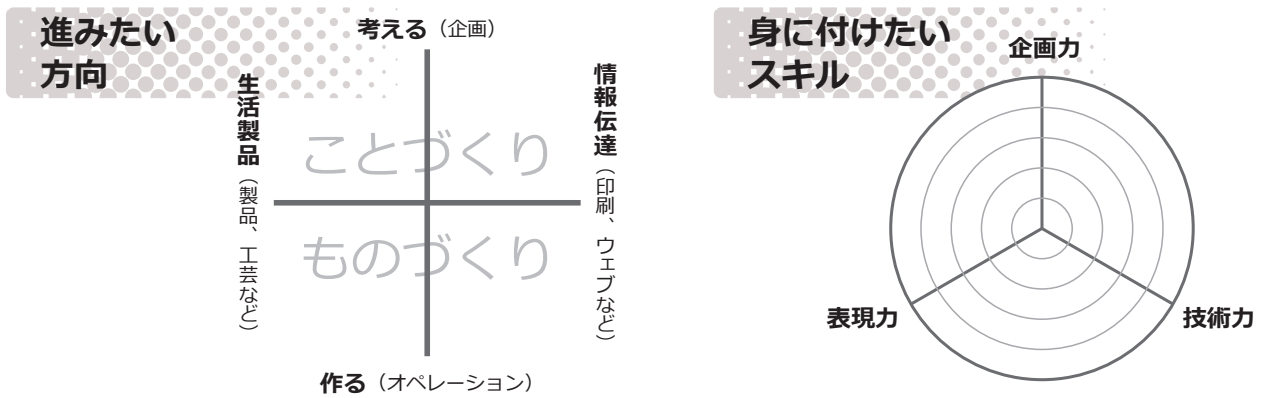 進みたい
方向
考える（企画）
生活製品（製品、工芸など）
情報伝達（印刷、ウェブなど）
ことづくり
ものづくり
作る（オペレーション）
身に付けたい
スキル
企画力
表現力
技術力